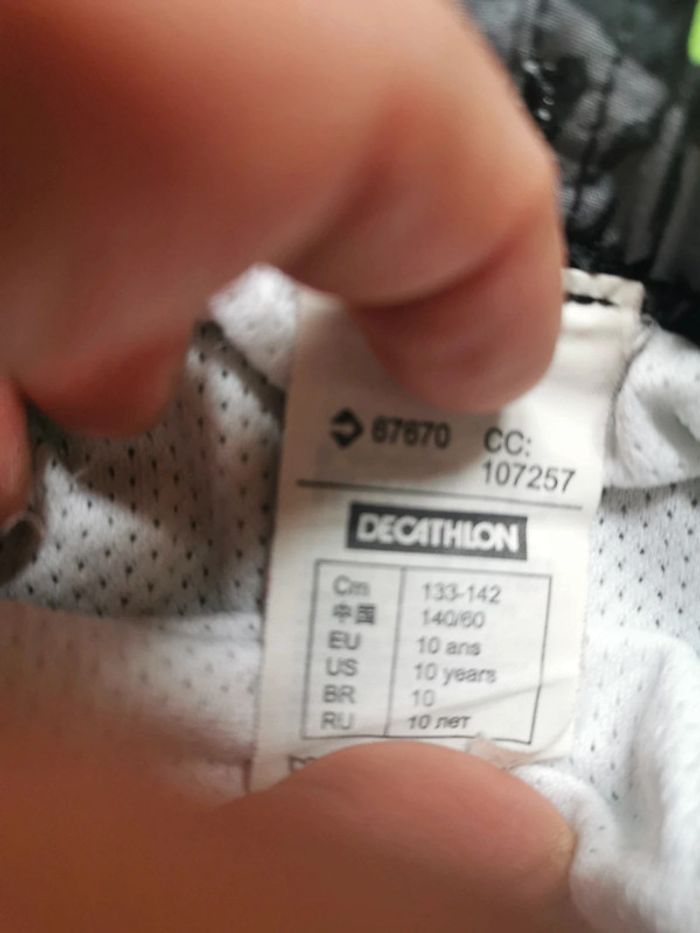 67670 CC:
107257
DECATHLON
Cm 133-142
中国 140/60
EU 10 ans
US 10 years
BR 10
RU 10 лет